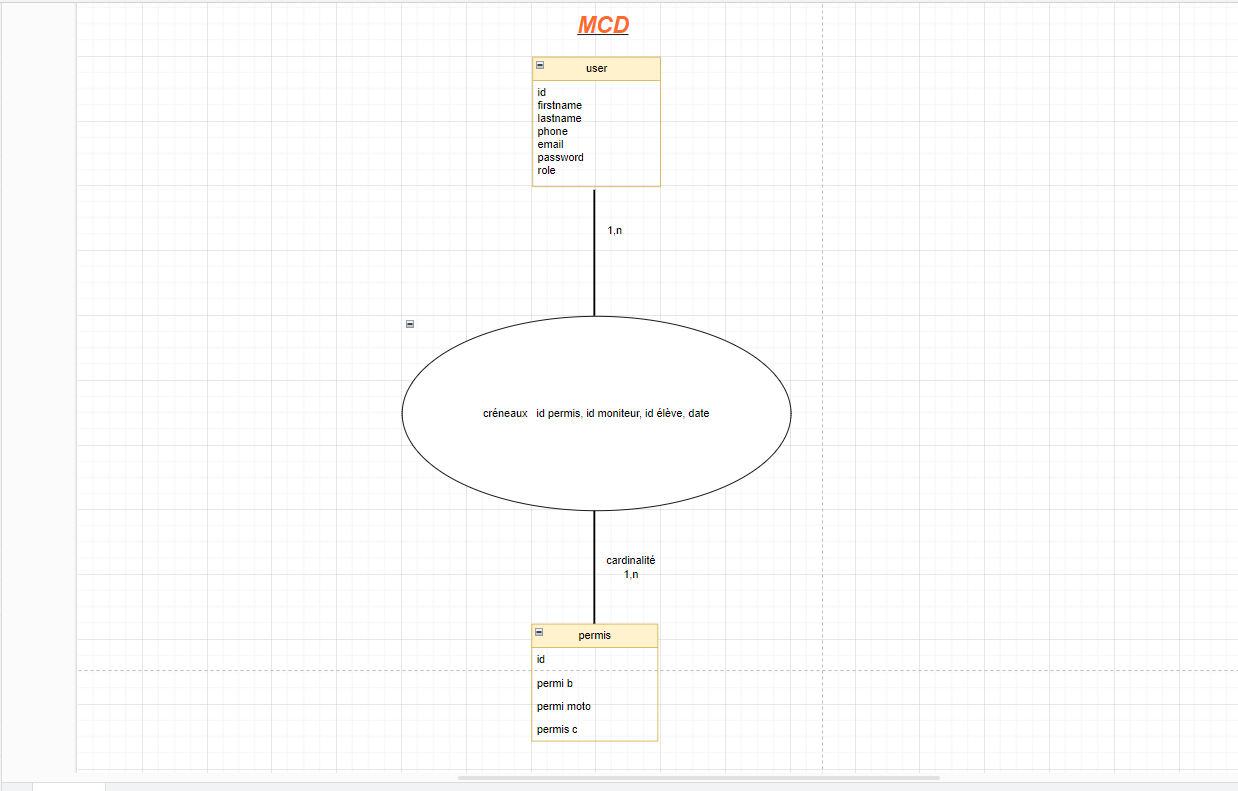 MCD
user
id
firstname
lastname
phone
email
password
role
1,n
créneaux   id permis, id moniteur, id élève, date
cardinalité
1,n
permis
id
permi b
permi moto
permis c